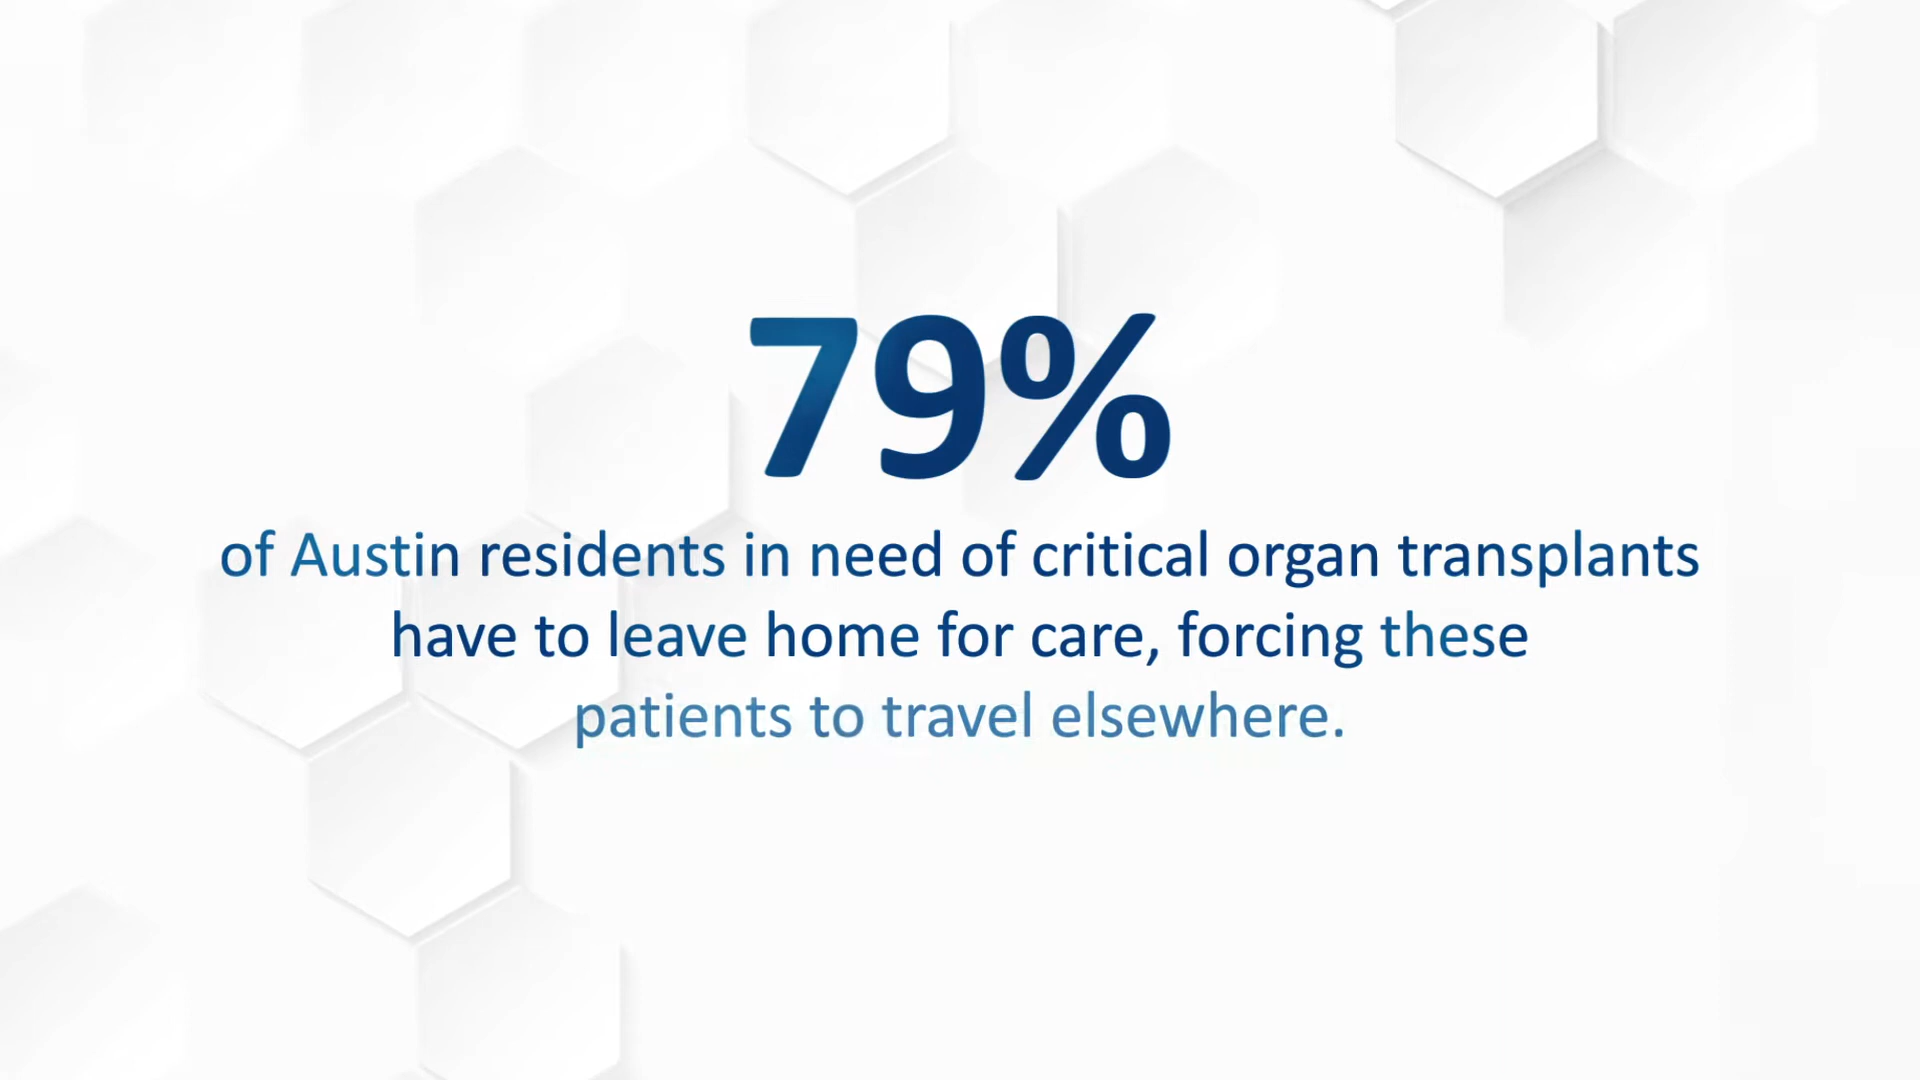 79%
of Austin residents in need of critical organ transplants
have to leave home for care, forcing these
patients to travel elsewhere.